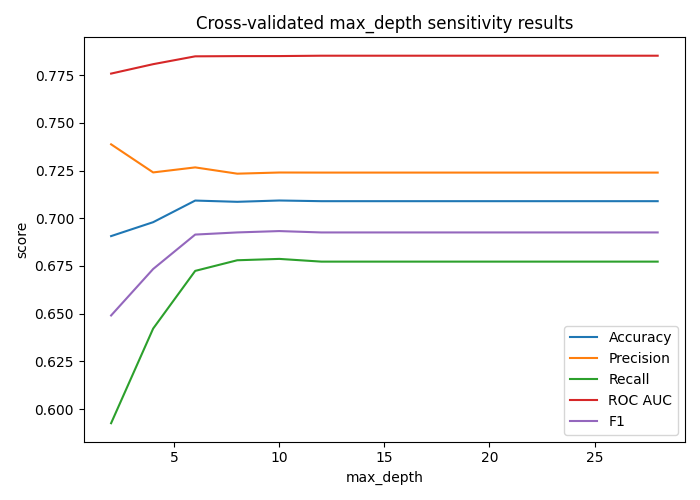 Cross-validated max_depth sensitivity results
score
0.775
0.750
0.725
0.700
0.675
0.650
0.625
0.600
5
10
15
20
25
max_depth
Accuracy
Precision
Recall
ROC AUC
F1